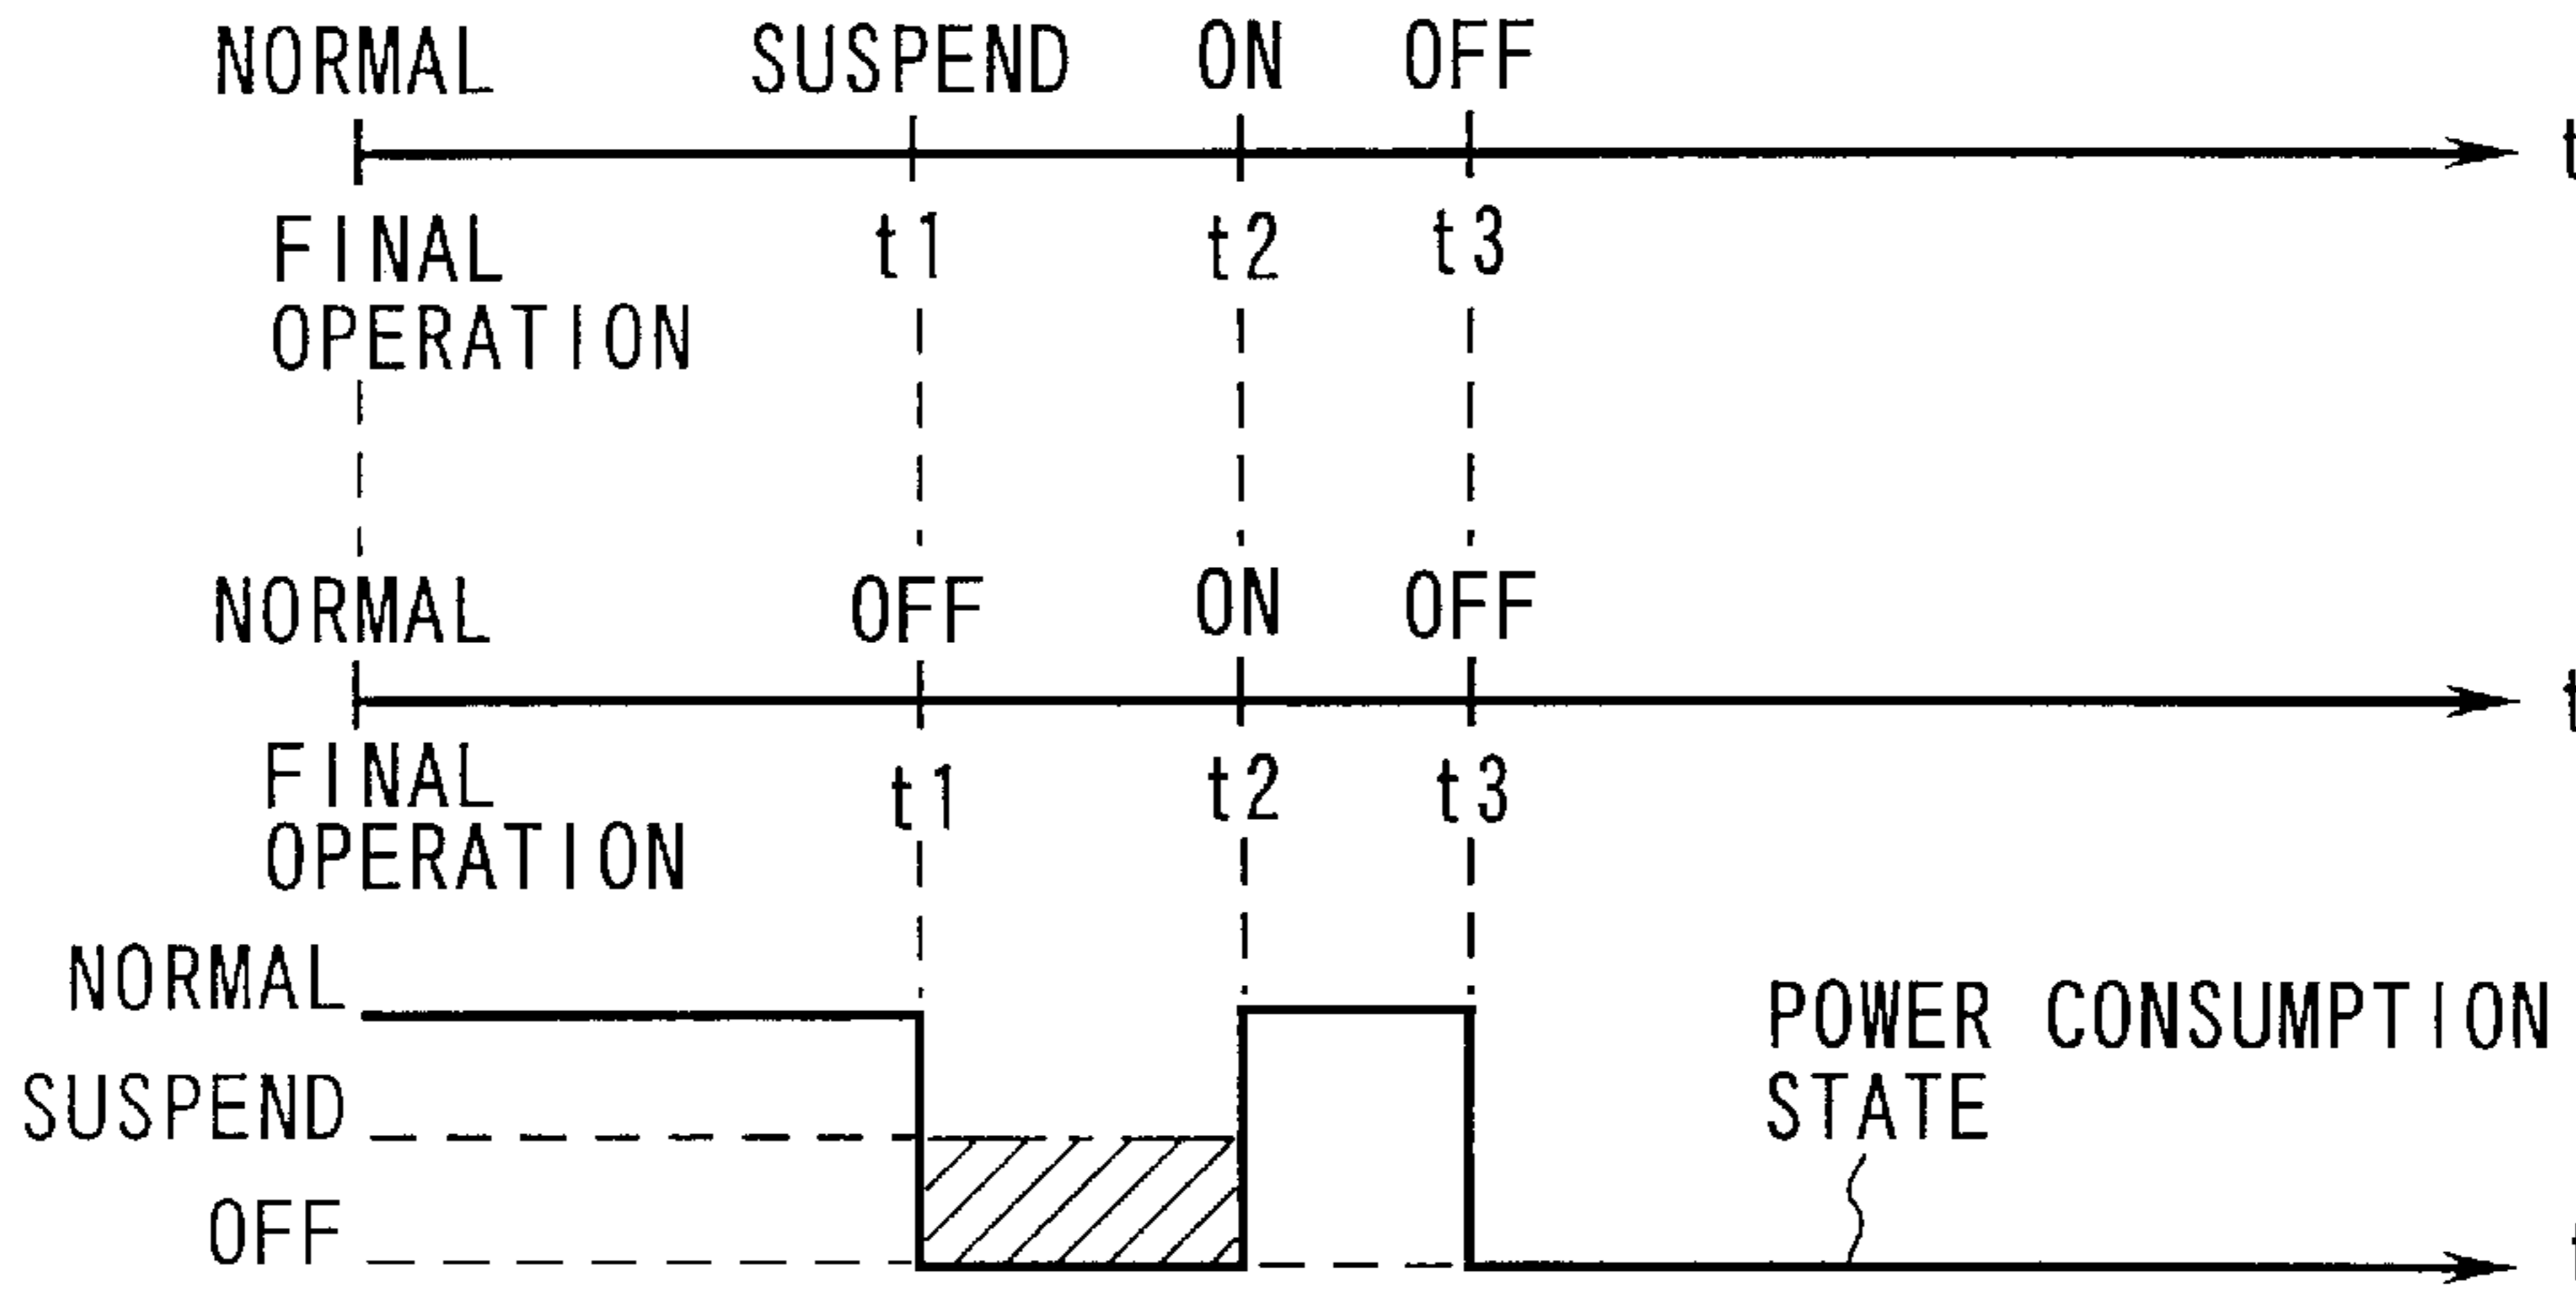 NORMAL SUSPEND ON OFF
t
FINAL OPERATION t1 t2 t3
NORMAL OFF ON OFF
t
FINAL OPERATION t1 t2 t3
NORMAL
SUSPEND
OFF
POWER CONSUMPTION
STATE
t